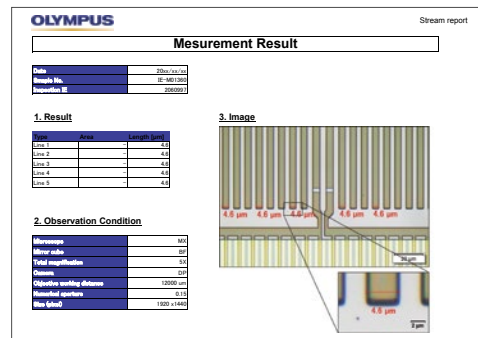 OLYMPUS
Stream report
Mesurement Result
Date 20xx/xx/xx
Sample No. IE-M01360
Inspection IE 2060997
1. Result
Type Area Length [µm]
Line 1 - 4.6
Line 2 - 4.6
Line 3 - 4.6
Line 4 - 4.6
Line 5 - 4.6
2. Observation Condition
Microscope MX
Mirror cube BF
Total magnification 5X
Camera DP
Objective working distance 12000 um
Numerical aperture 0.15
Size (pixel) 1920 x1440
3. Image
4.6 µm 4.6 µm 4.6 µm 4.6 µm 4.6 µm
4.6 µm